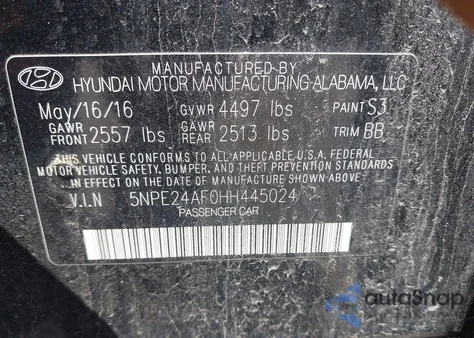 MANUFACTURED BY
HYUNDAI MOTOR MANUFACTURING ALABAMA, LLC
May/16/16 GVWR 4497 lbs PAINT S3
GAWR FRONT 2557 lbs GAWR REAR 2513 lbs TRIM BB
THIS VEHICLE CONFORMS TO ALL APPLICABLE U.S.A. FEDERAL
MOTOR VEHICLE SAFETY, BUMPER, AND THEFT PREVENTION STANDARDS
IN EFFECT ON THE DATE OF MANUFACTURE SHOWN ABOVE.
V.I.N 5NPE24AF0HH445024
PASSENGER CAR
autoSnap